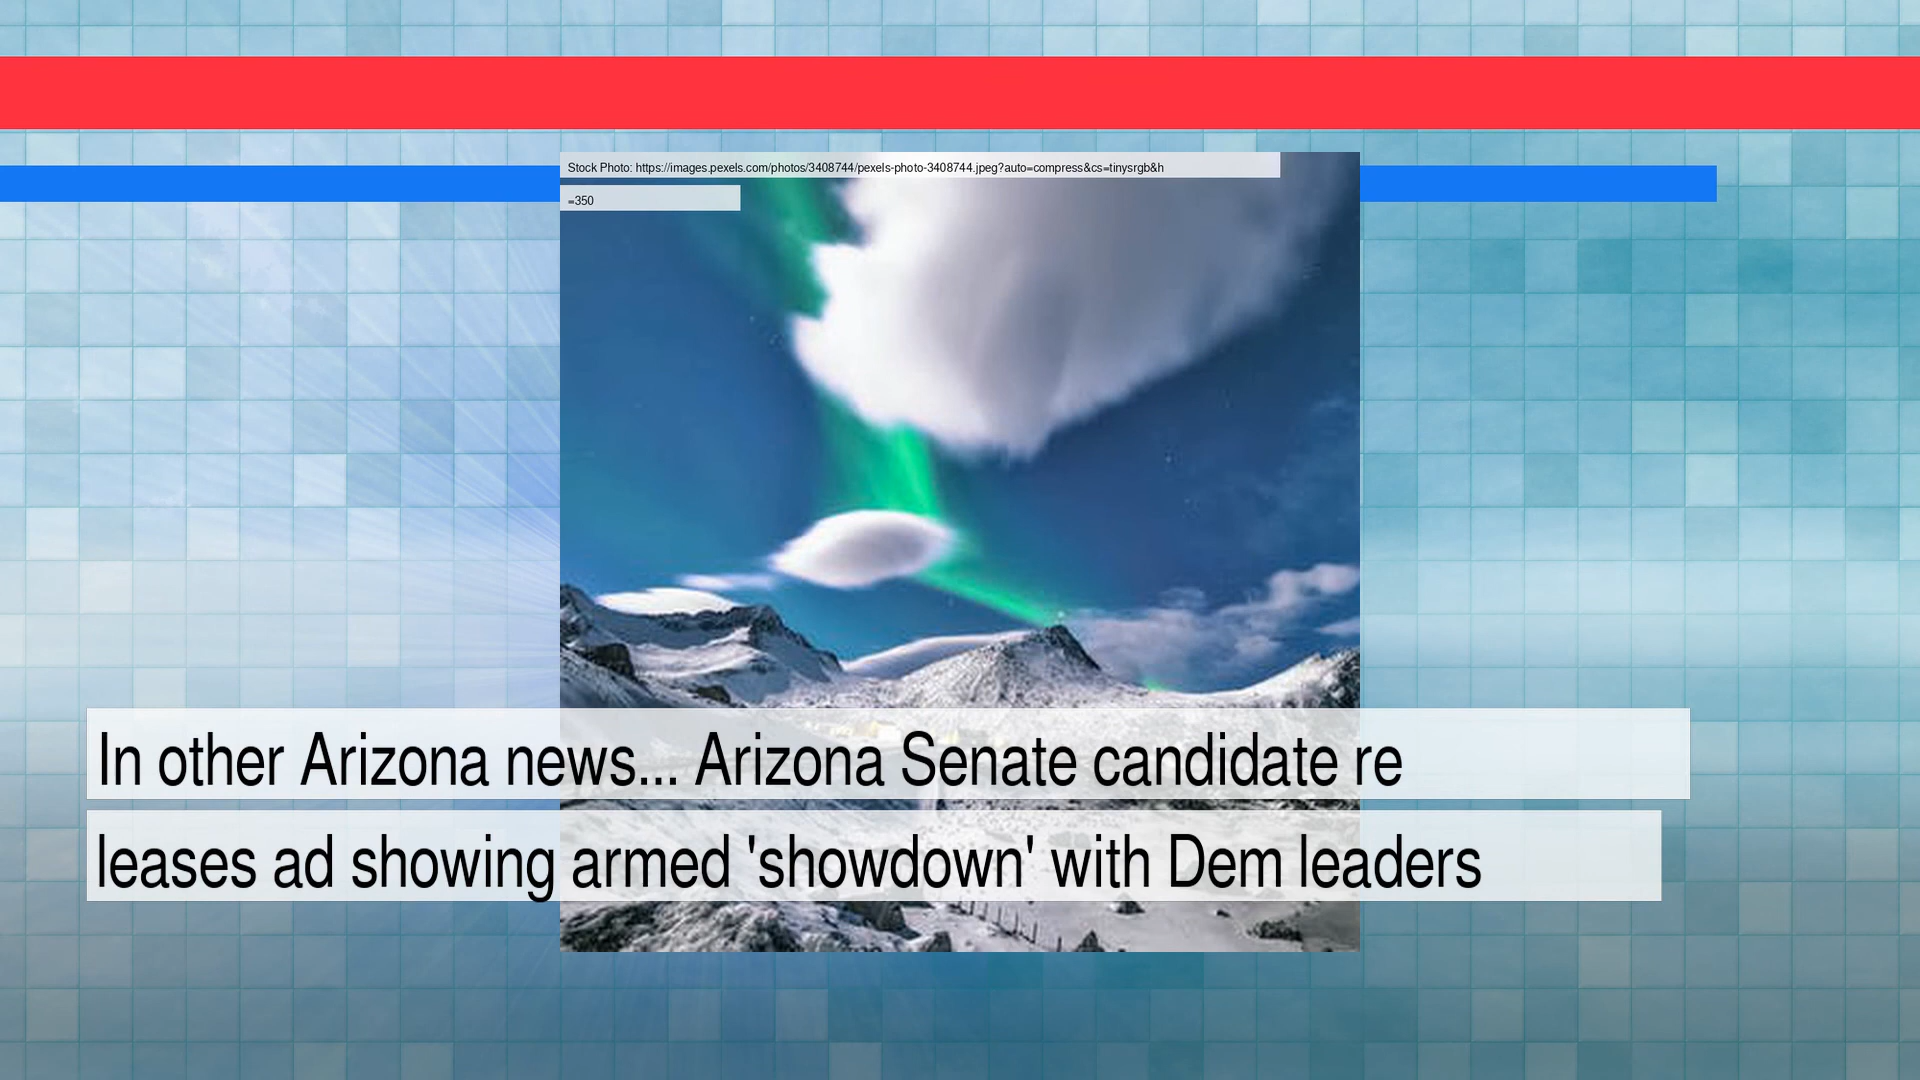 Stock Photo: https://images.pexels.com/photos/3408744/pexels-photo-3408744.jpeg?auto=compress&cs=tinysrgb&h
=350
In other Arizona news... Arizona Senate candidate re
leases ad showing armed 'showdown' with Dem leaders